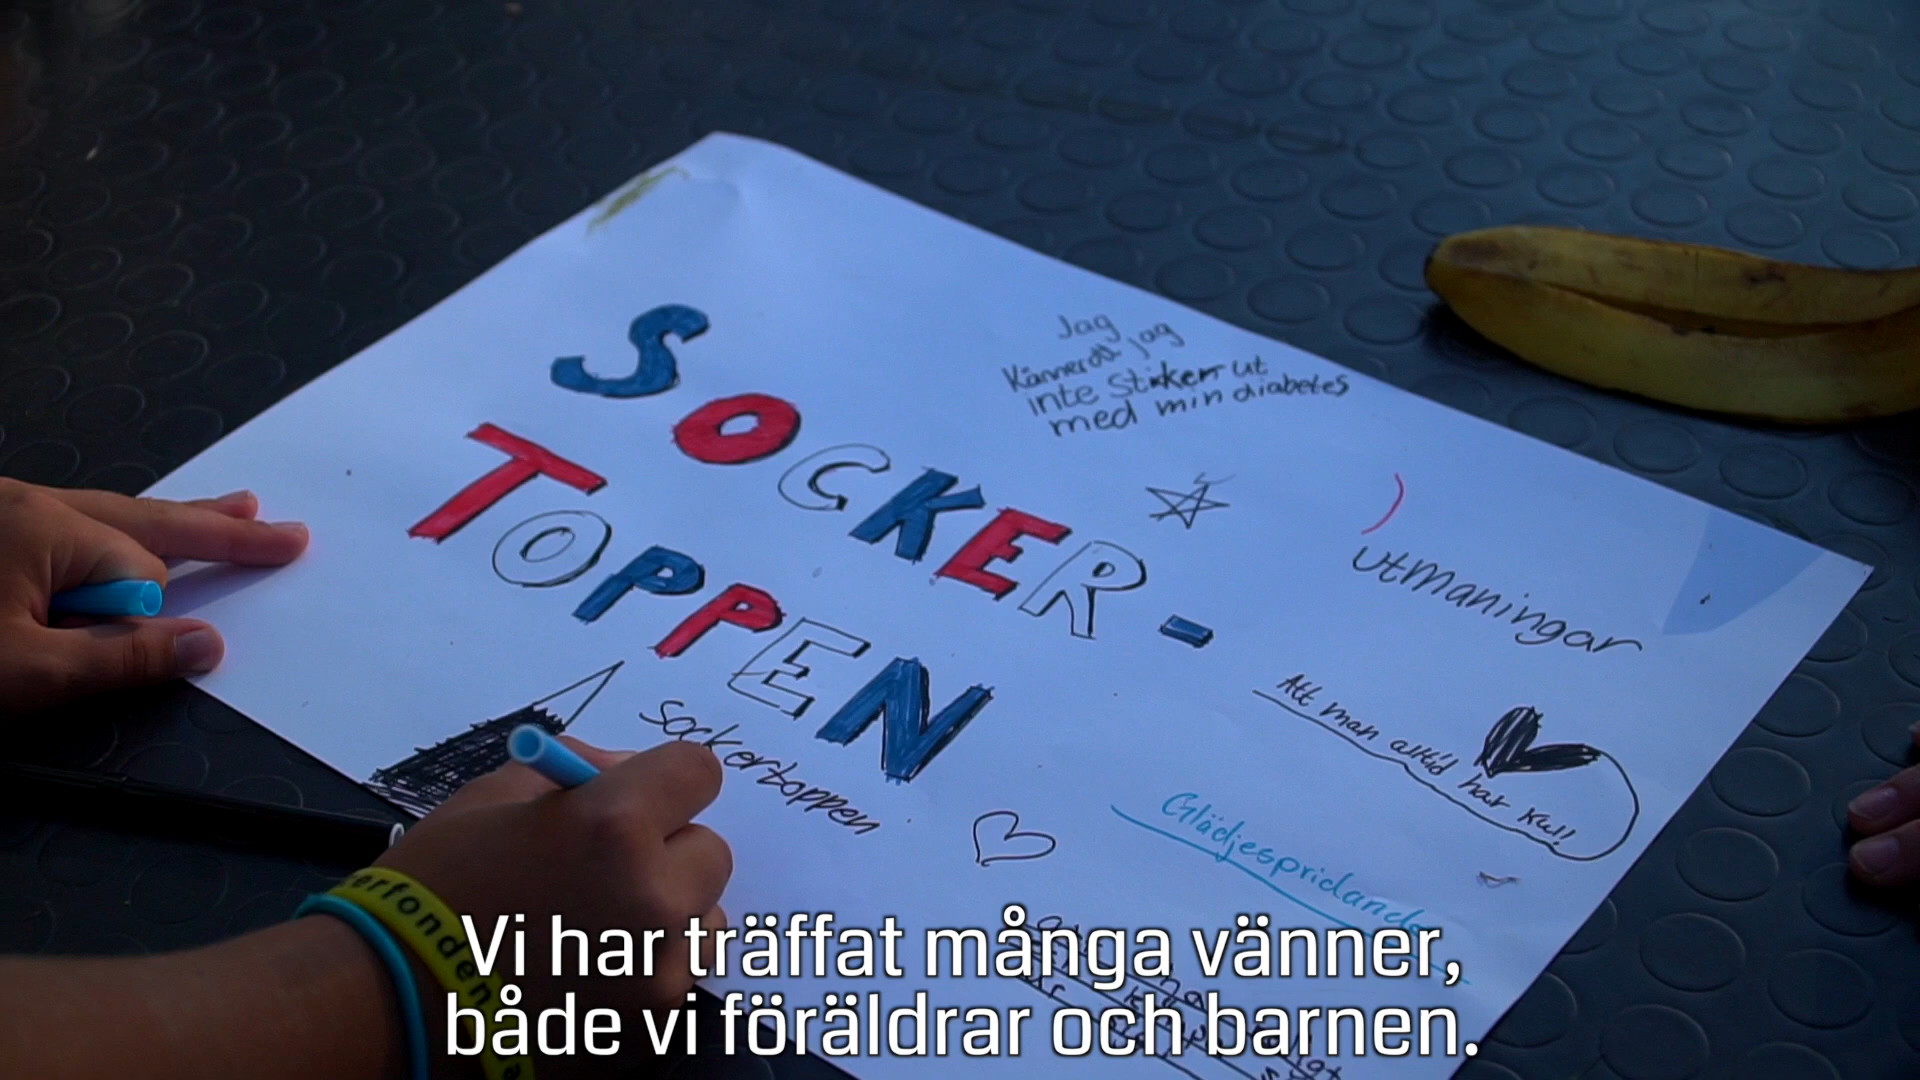 SOCKER-
TOPPEN
Sockertoppen
Jag
Känner att jag
inte sticker ut
med min diabetes
utmaningar
Att man alltid har kul!
Glädjespridande
erfonden
Vi har träffat många vänner,
både vi föräldrar och barnen.